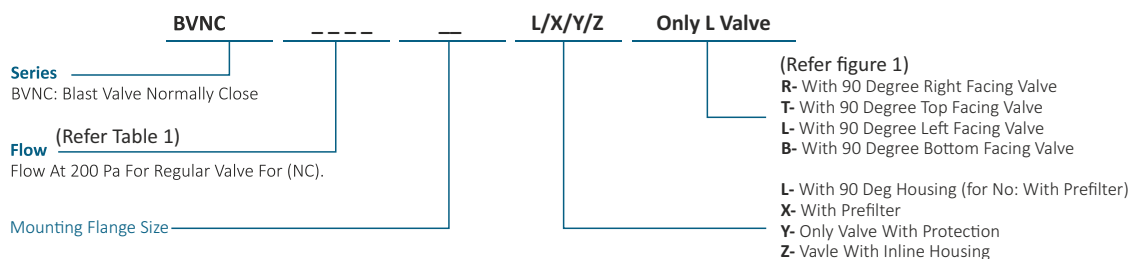 BVNC _ _ _ _ __ L/X/Y/Z Only L Valve
Series
BVNC: Blast Valve Normally Close
(Refer Table 1)
Flow
Flow At 200 Pa For Regular Valve For (NC).
Mounting Flange Size
(Refer figure 1)
R- With 90 Degree Right Facing Valve
T- With 90 Degree Top Facing Valve
L- With 90 Degree Left Facing Valve
B- With 90 Degree Bottom Facing Valve
L- With 90 Deg Housing (for No: With Prefilter)
X- With Prefilter
Y- Only Valve With Protection
Z- Vavle With Inline Housing